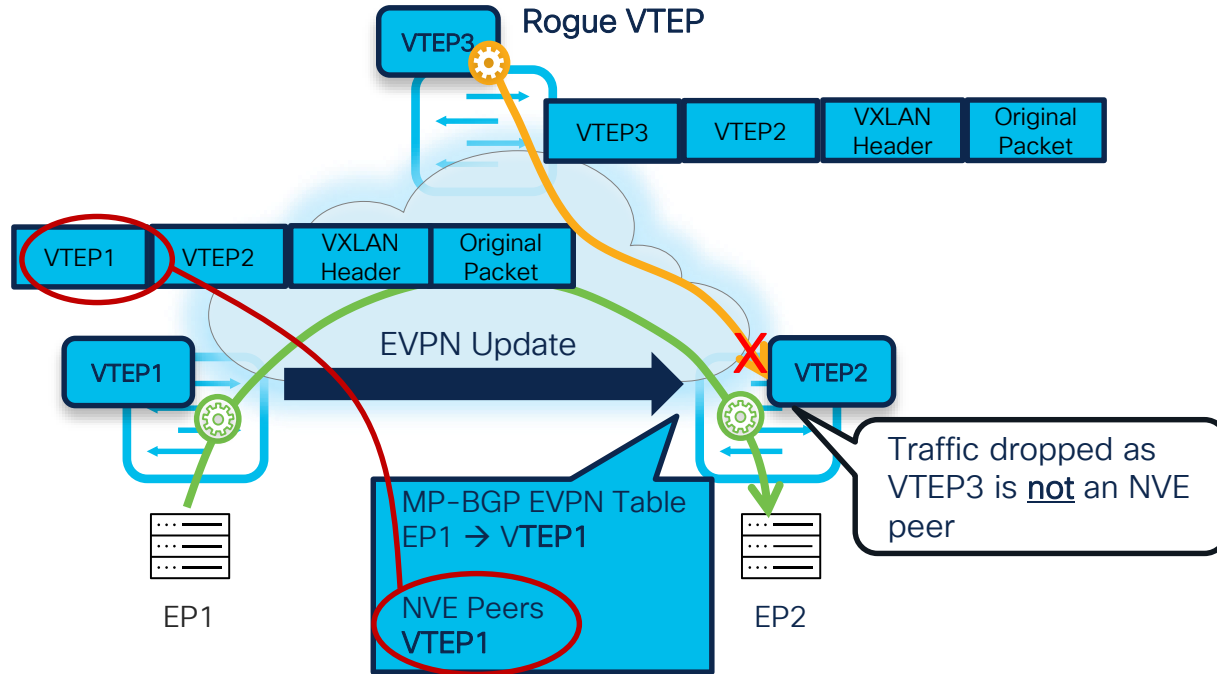 Rogue VTEP
VTEP3
VTEP3
VTEP2
VXLAN
Header
Original
Packet
VTEP1
VTEP2
VXLAN
Header
Original
Packet
EVPN Update
VTEP1
VTEP2
Traffic dropped as
VTEP3 is not an NVE
peer
MP-BGP EVPN Table
EP1 → VTEP1
NVE Peers
VTEP1
EP1
EP2